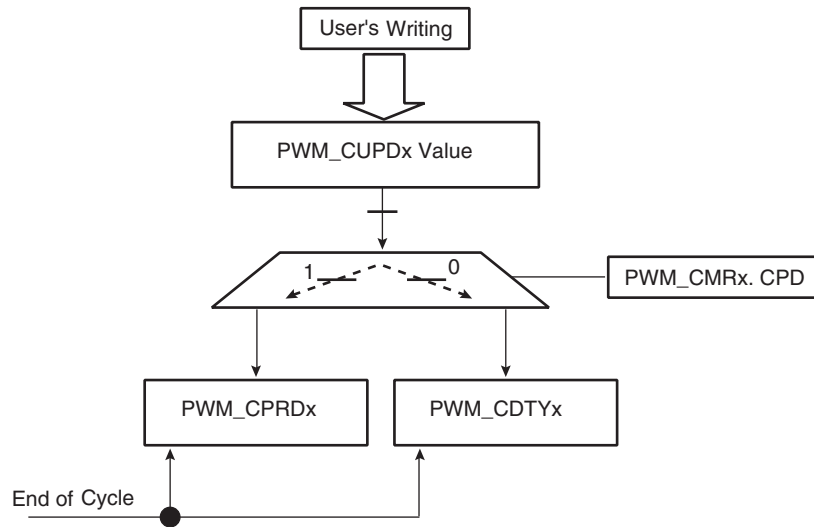 User's Writing
PWM_CUPDx Value
1
0
PWM_CMRx. CPD
PWM_CPRDx
PWM_CDTYx
End of Cycle